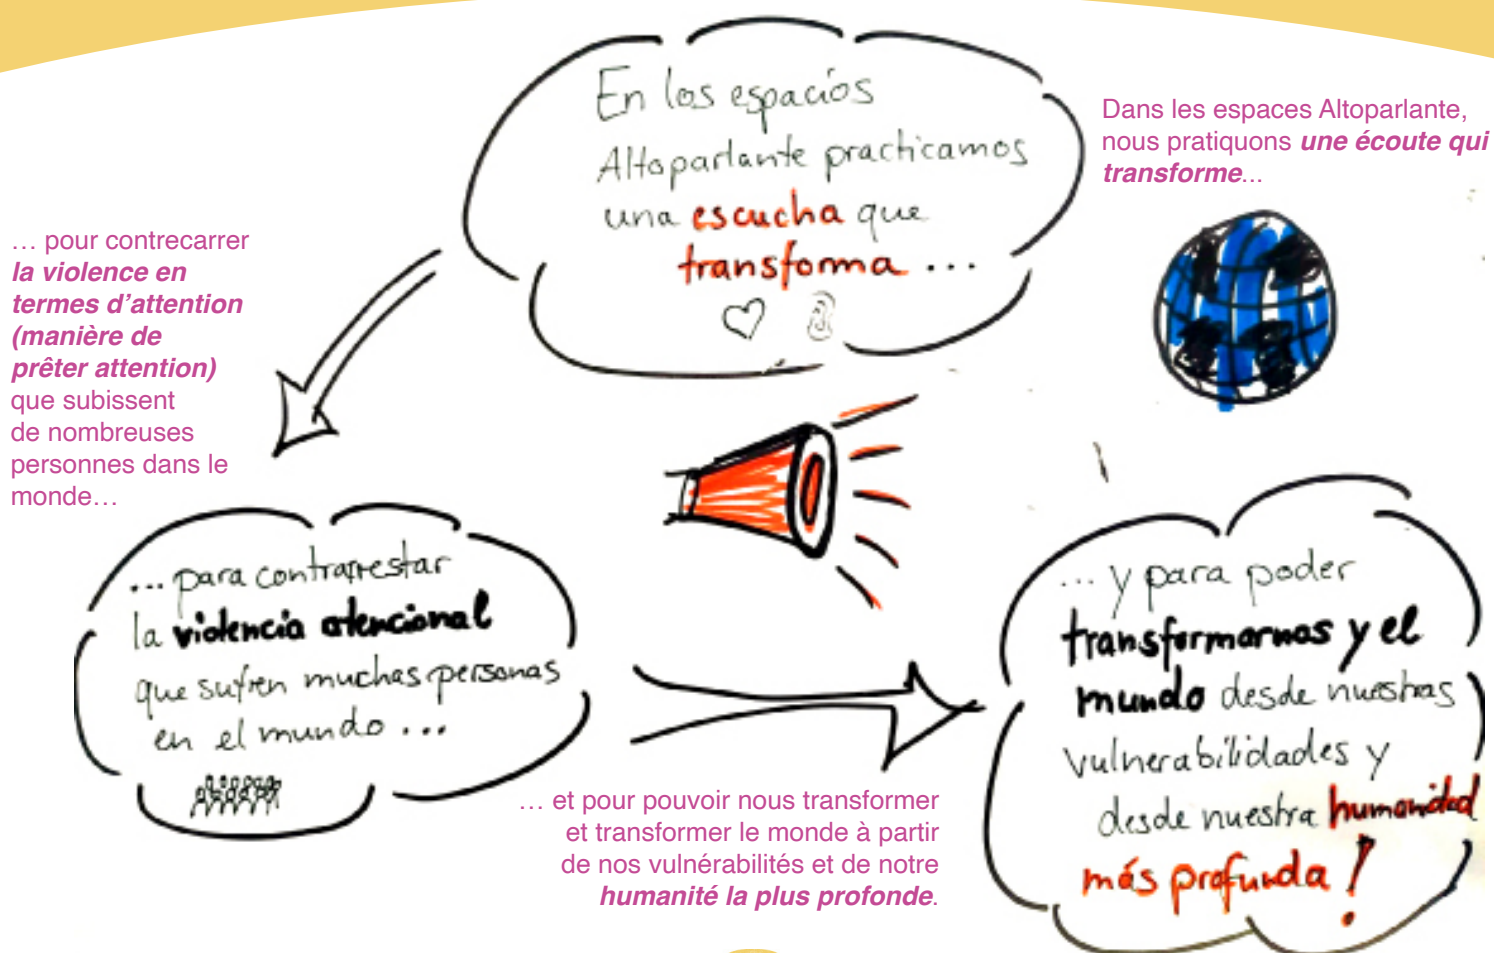 En los espacios
Altoparlante practicamos
una escucha que
transforma ...
Dans les espaces Altoparlante,
nous pratiquons une écoute qui
transforme...
… pour contrecarrer
la violence en
termes d’attention
(manière de
prêter attention)
que subissent
de nombreuses
personnes dans le
monde…
... para contrarrestar
la violencia atencional
que sufren muchas personas
en el mundo ...
… et pour pouvoir nous transformer
et transformer le monde à partir
de nos vulnérabilités et de notre
humanité la plus profonde.
... y para poder
transformarnos y el
mundo desde nuestras
vulnerabilidades y
desde nuestra humanidad
más profunda!